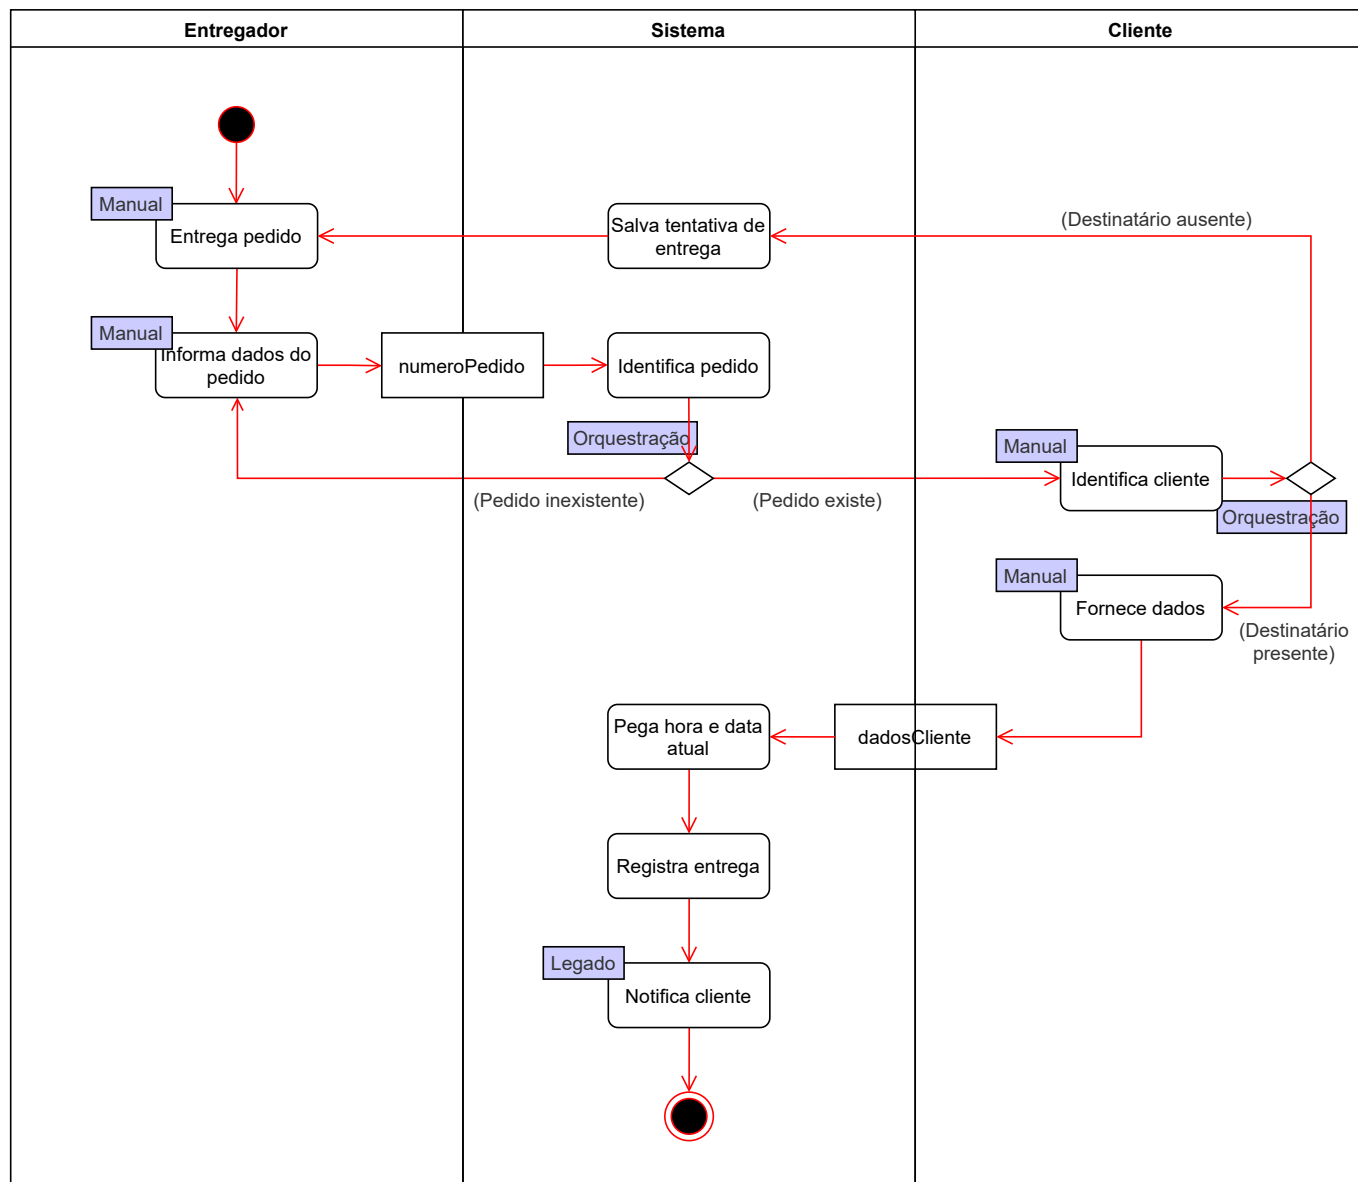 Entregador
Sistema
Cliente
Manual
Entrega pedido
Salva tentativa de
entrega
(Destinatário ausente)
Manual
Informa dados do
pedido
numeroPedido
Identifica pedido
Orquestração
(Pedido inexistente)
(Pedido existe)
Manual
Identifica cliente
Orquestração
Manual
Fornece dados
(Destinatário
presente)
Pega hora e data
atual
dadosCliente
Registra entrega
Legado
Notifica cliente